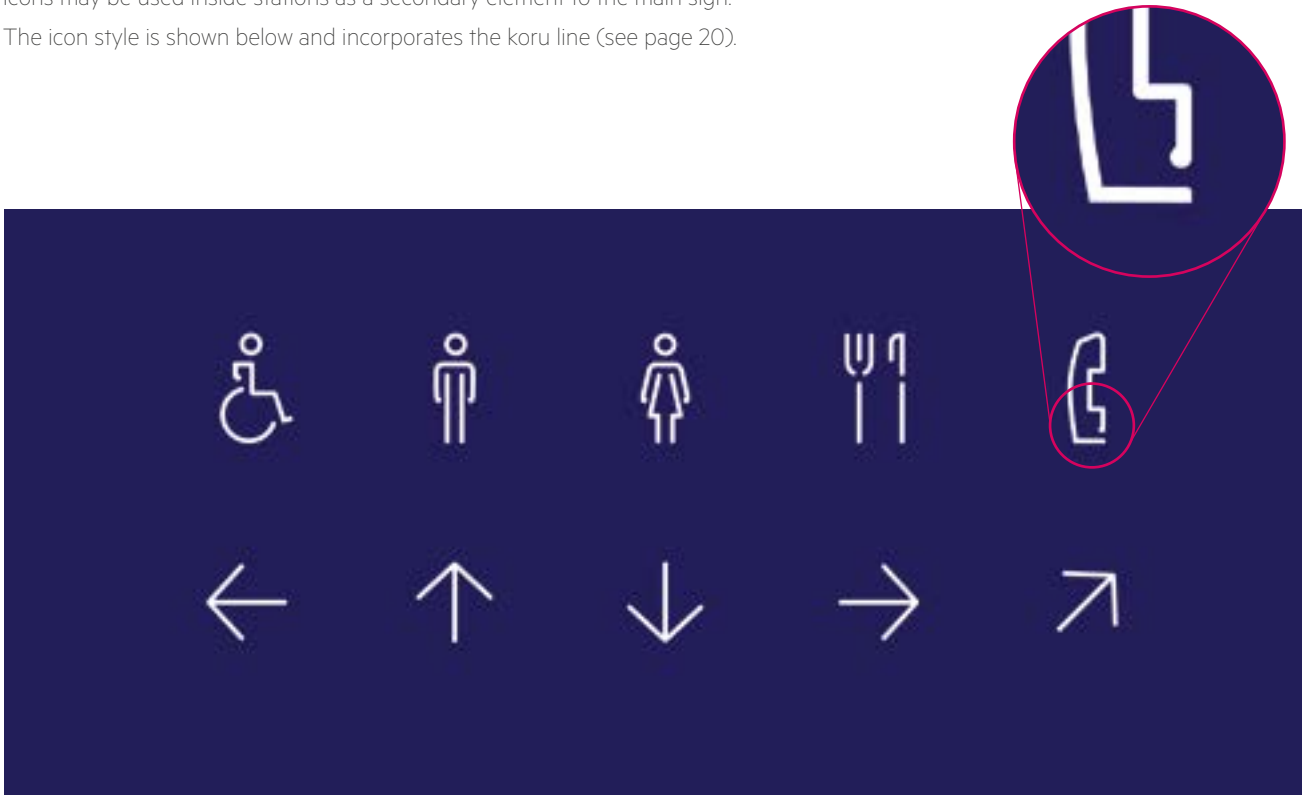 icons may be used inside stations as a secondary element to the main sign.
The icon style is shown below and incorporates the koru line (see page 20).